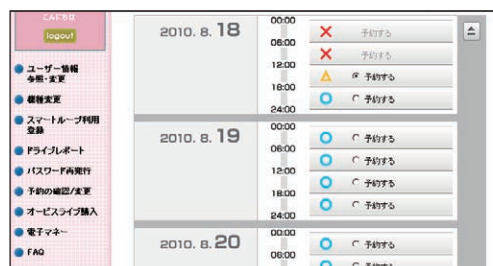 こんにちは
logout
ユーザー情報
参照・変更
機種変更
スマートループ利用
登録
ドライブレポート
パスワード再発行
予約の確認/変更
オービスライブ購入
電子マネー
FAQ
2010. 8. 18
00:00
06:00
12:00
18:00
24:00
予約する
予約する
予約する
予約する
2010. 8. 19
00:00
06:00
12:00
18:00
24:00
予約する
予約する
予約する
予約する
2010. 8. 20
00:00
06:00
予約する
予約する